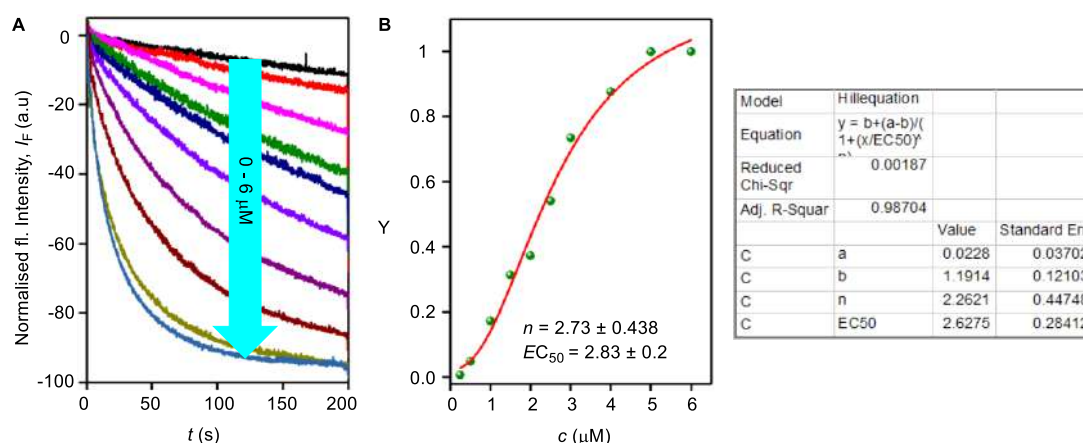 A
Normalised fl. Intensity, I_F (a.u)
0
-20
-40
-60
-80
-100
0 - 6 µM
0 50 100 150 200
t (s)
B
Y
1
0.8
0.6
0.4
0.2
0.0
n = 2.73 ± 0.438
EC50 = 2.83 ± 0.2
0 1 2 3 4 5 6
c (µM)
Model Hillequation
Equation y = b+(a-b)/(
1+(x/EC50)^
n)
Reduced 0.00187
Chi-Sqr
Adj. R-Squar 0.98704
Value Standard Err
C a 0.0228 0.03702
C b 1.1914 0.12103
C n 2.2621 0.44748
C EC50 2.6275 0.28412